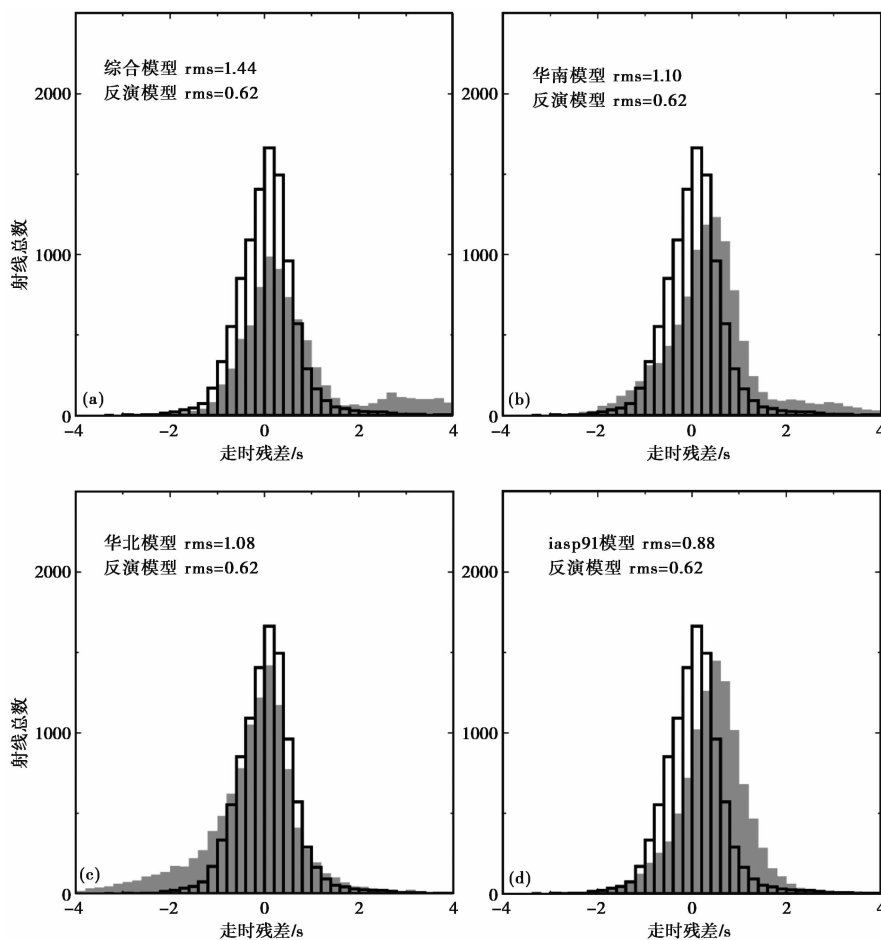 综合模型 rms=1.44
反演模型 rms=0.62
2000
1000
0
射线总数
(a)
-4
-2
0
2
4
走时残差/s
华南模型 rms=1.10
反演模型 rms=0.62
2000
1000
0
(b)
-4
-2
0
2
4
走时残差/s
华北模型 rms=1.08
反演模型 rms=0.62
2000
1000
0
射线总数
(c)
-4
-2
0
2
4
走时残差/s
iasp91模型 rms=0.88
反演模型 rms=0.62
2000
1000
0
(d)
-4
-2
0
2
4
走时残差/s